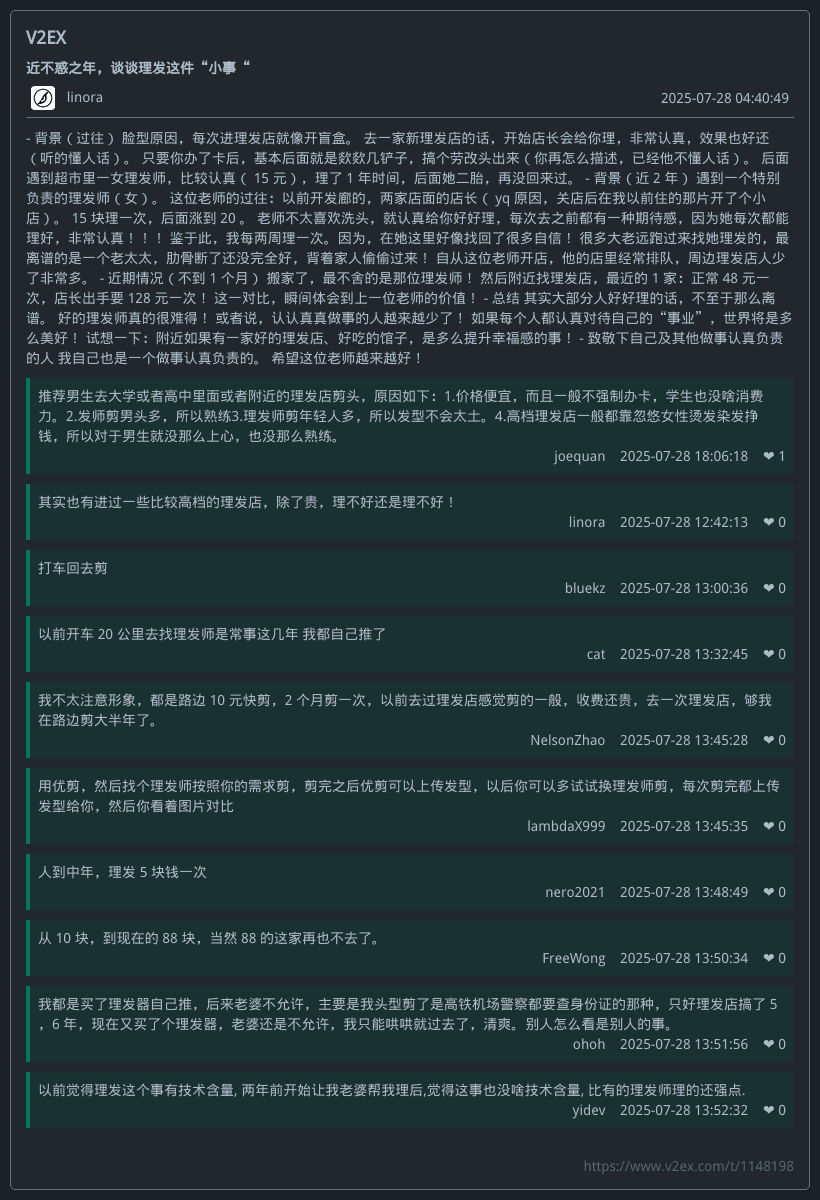 V2EX
近不惑之年，谈谈理发这件“小事“
linora 2025-07-28 04:40:49
- 背景（过往） 脸型原因，每次进理发店就像开盲盒。 去一家新理发店的话，开始店长会给你理，非常认真，效果也好还
（听的懂人话）。 只要你办了卡后，基本后面就是欻欻几铲子，搞个劳改头出来（你再怎么描述，已经他不懂人话）。 后面
遇到超市里一女理发师，比较认真（ 15 元），理了 1 年时间，后面她二胎，再没回来过。 - 背景（近 2 年） 遇到一个特别
负责的理发师（女）。 这位老师的过往：以前开发廊的，两家店面的店长（ yq 原因，关店后在我以前住的那片开了个小
店）。 15 块理一次，后面涨到 20 。 老师不太喜欢洗头，就认真给你好好理，每次去之前都有一种期待感，因为她每次都能
理好，非常认真！！！ 鉴于此，我每两周理一次。因为，在她这里好像找回了很多自信！ 很多大老远跑过来找她理发的，最
离谱的是一个老太太，肋骨断了还没完全好，背着家人偷偷过来！ 自从这位老师开店，他的店里经常排队，周边理发店人少
了非常多。 - 近期情况（不到 1 个月） 搬家了，最不舍的是那位理发师！ 然后附近找理发店，最近的 1 家：正常 48 元一
次，店长出手要 128 元一次！ 这一对比，瞬间体会到上一位老师的价值！ - 总结 其实大部分人好好理的话，不至于那么离
谱。 好的理发师真的很难得！ 或者说，认认真真做事的人越来越少了！ 如果每个人都认真对待自己的“事业”，世界将是多
么美好！ 试想一下：附近如果有一家好的理发店、好吃的馆子，是多么提升幸福感的事！ - 致敬下自己及其他做事认真负责
的人 我自己也是一个做事认真负责的。 希望这位老师越来越好！
推荐男生去大学或者高中里面或者附近的理发店剪头，原因如下：1.价格便宜，而且一般不强制办卡，学生也没啥消费
力。2.发师剪男头多，所以熟练3.理发师剪年轻人多，所以发型不会太土。4.高档理发店一般都靠忽悠女性烫发染发挣
钱，所以对于男生就没那么上心，也没那么熟练。
joequan 2025-07-28 18:06:18 ❤ 1
其实也有进过一些比较高档的理发店，除了贵，理不好还是理不好！
linora 2025-07-28 12:42:13 ❤ 0
打车回去剪
bluekz 2025-07-28 13:00:36 ❤ 0
以前开车 20 公里去找理发师是常事这几年 我都自己推了
cat 2025-07-28 13:32:45 ❤ 0
我不太注意形象，都是路边 10 元快剪，2 个月剪一次，以前去过理发店感觉剪的一般，收费还贵，去一次理发店，够我
在路边剪大半年了。
NelsonZhao 2025-07-28 13:45:28 ❤ 0
用优剪，然后找个理发师按照你的需求剪，剪完之后优剪可以上传发型，以后你可以多试试换理发师剪，每次剪完都上传
发型给你，然后你看着图片对比
lambdaX999 2025-07-28 13:45:35 ❤ 0
人到中年，理发 5 块钱一次
nero2021 2025-07-28 13:48:49 ❤ 0
从 10 块，到现在的 88 块，当然 88 的这家再也不去了。
FreeWong 2025-07-28 13:50:34 ❤ 0
我都是买了理发器自己推，后来老婆不允许，主要是我头型剪了是高铁机场警察都要查身份证的那种，只好理发店搞了 5
，6 年，现在又买了个理发器，老婆还是不允许，我只能哄哄就过去了，清爽。别人怎么看是别人的事。
ohoh 2025-07-28 13:51:56 ❤ 0
以前觉得理发这个事有技术含量, 两年前开始让我老婆帮我理后,觉得这事也没啥技术含量, 比有的理发师理的还强点.
yidev 2025-07-28 13:52:32 ❤ 0
https://www.v2ex.com/t/1148198